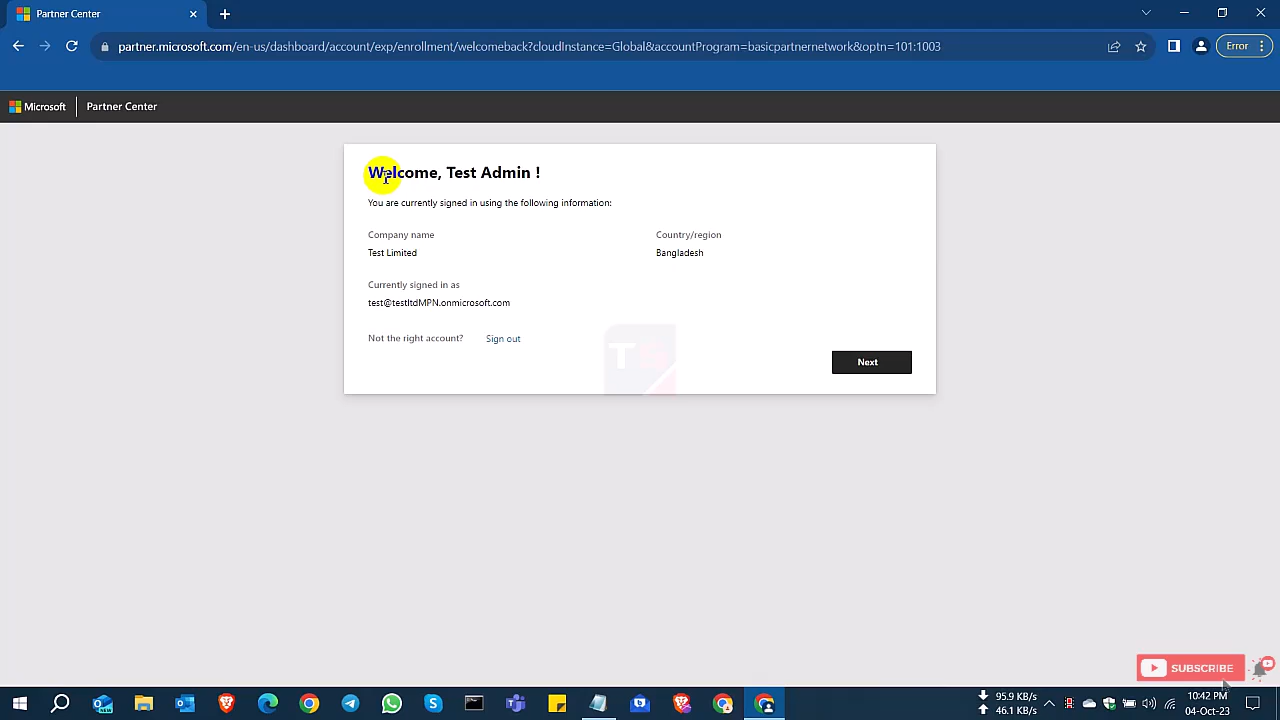 Partner Center
partner.microsoft.com/en-us/dashboard/account/exp/enrollment/welcomeback?cloudInstance=Global&accountProgram=basicpartnernetwork&optn=101:1003
Error
Microsoft
Partner Center
Welcome, Test Admin !
You are currently signed in using the following information:
Company name
Country/region
Test Limited
Bangladesh
Currently signed in as
test@testltdMPN.onmicrosoft.com
Not the right account?
Sign out
Next
T
SUBSCRIBE
95.9 KB/s
46.1 KB/s
10:42 PM
04-Oct-23